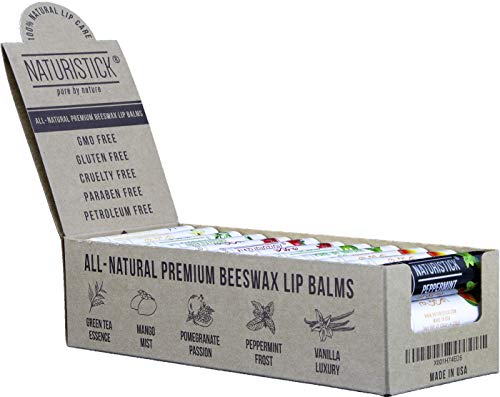 100% NATURAL LIP CARE
NATURISTICK®
pure by nature
ALL-NATURAL PREMIUM BEESWAX LIP BALMS
GMO FREE
GLUTEN FREE
CRUELTY FREE
PARABEN FREE
PETROLEUM FREE
ALL-NATURAL PREMIUM BEESWAX LIP BALMS
GREEN TEA
ESSENCE
MANGO
MIST
POMEGRANATE
PASSION
PEPPERMINT
FROST
VANILLA
LUXURY
NATURISTICK
PEPPERMINT
MADE IN USA